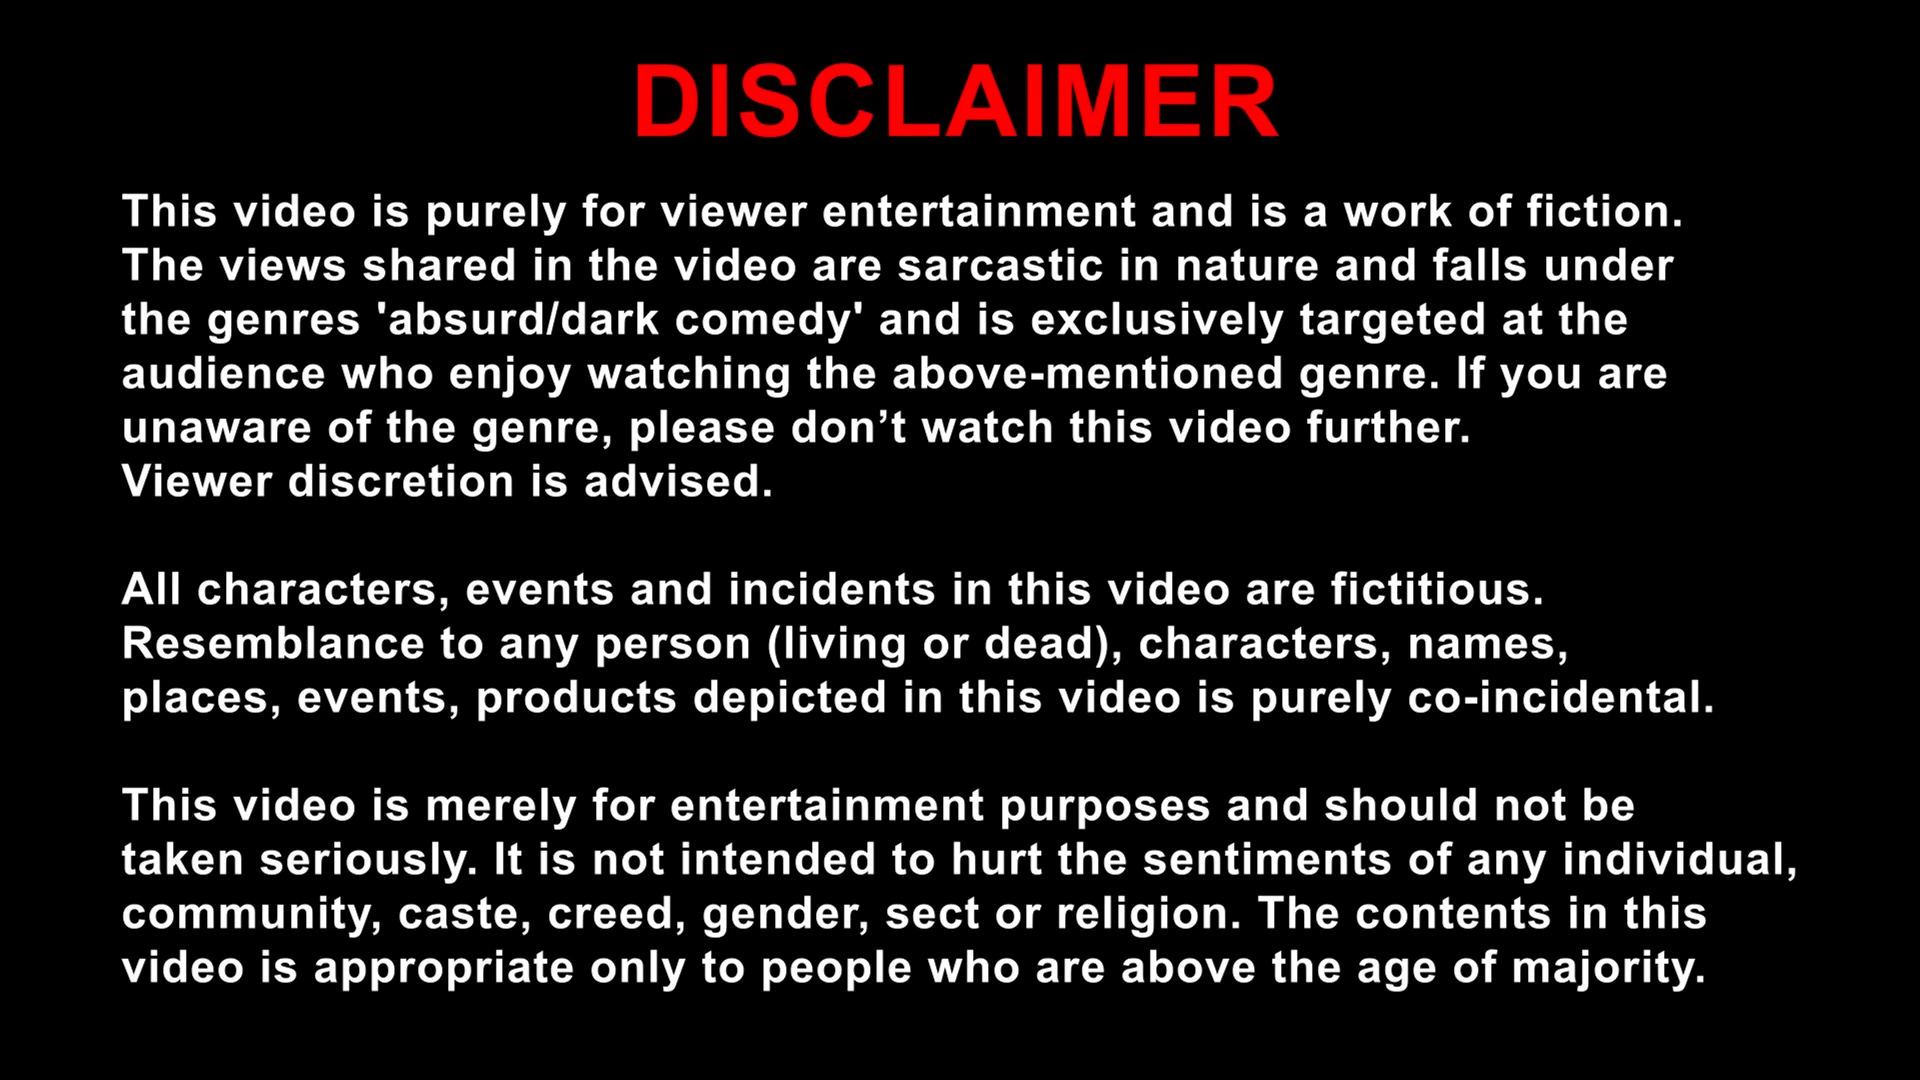 DISCLAIMER
This video is purely for viewer entertainment and is a work of fiction.
The views shared in the video are sarcastic in nature and falls under
the genres 'absurd/dark comedy' and is exclusively targeted at the
audience who enjoy watching the above-mentioned genre. If you are
unaware of the genre, please don’t watch this video further.
Viewer discretion is advised.
All characters, events and incidents in this video are fictitious.
Resemblance to any person (living or dead), characters, names,
places, events, products depicted in this video is purely co-incidental.
This video is merely for entertainment purposes and should not be
taken seriously. It is not intended to hurt the sentiments of any individual,
community, caste, creed, gender, sect or religion. The contents in this
video is appropriate only to people who are above the age of majority.